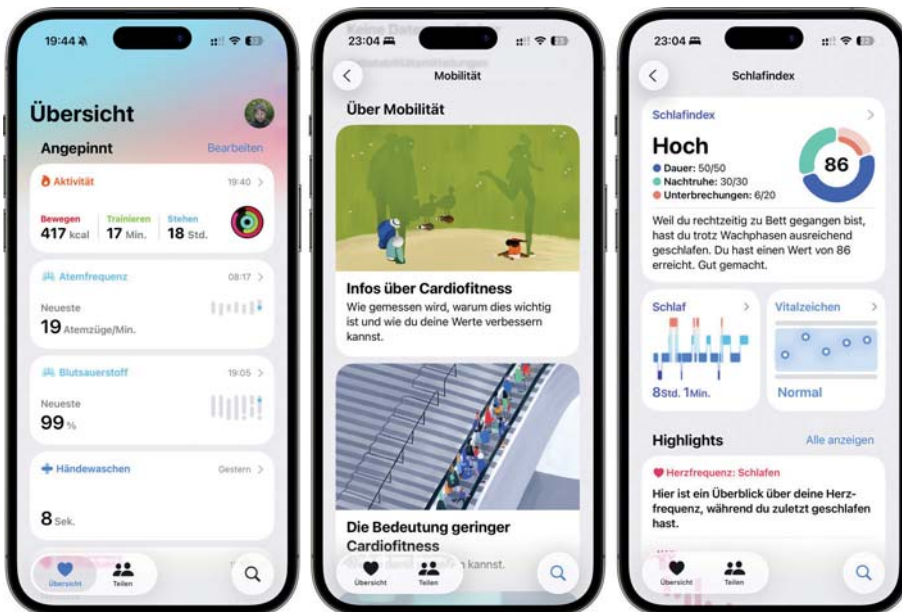 19:44
Übersicht
Angepinnt
Bearbeiten
Aktivität
19:40
Bewegen
Trainieren
Stehen
417 kcal
17 Min.
18 Std.
Atemfrequenz
08:17
Neueste
19 Atemzüge/Min.
Blutsauerstoff
19:05
Neueste
99 %
Händewaschen
Gestern
8 Sek.
Übersicht
Teilen
23:04
Keine Daten
Mobilität
Über Mobilität
Infos über Cardiofitness
Wie gemessen wird, warum dies wichtig
ist und wie du deine Werte verbessern
kannst.
Die Bedeutung geringer
Cardiofitness
kannst.
Übersicht
Teilen
23:04
Schlafindex
Schlafindex
Hoch
Dauer: 50/50
Nachtruhe: 30/30
Unterbrechungen: 6/20
86
Weil du rechtzeitig zu Bett gegangen bist,
hast du trotz Wachphasen ausreichend
geschlafen. Du hast einen Wert von 86
erreicht. Gut gemacht.
Schlaf
8 Std. 1 Min.
Vitalzeichen
Normal
Highlights
Alle anzeigen
Herzfrequenz: Schlafen
Hier ist ein Überblick über deine Herz-
frequenz, während du zuletzt geschlafen
hast.
Übersicht
Teilen